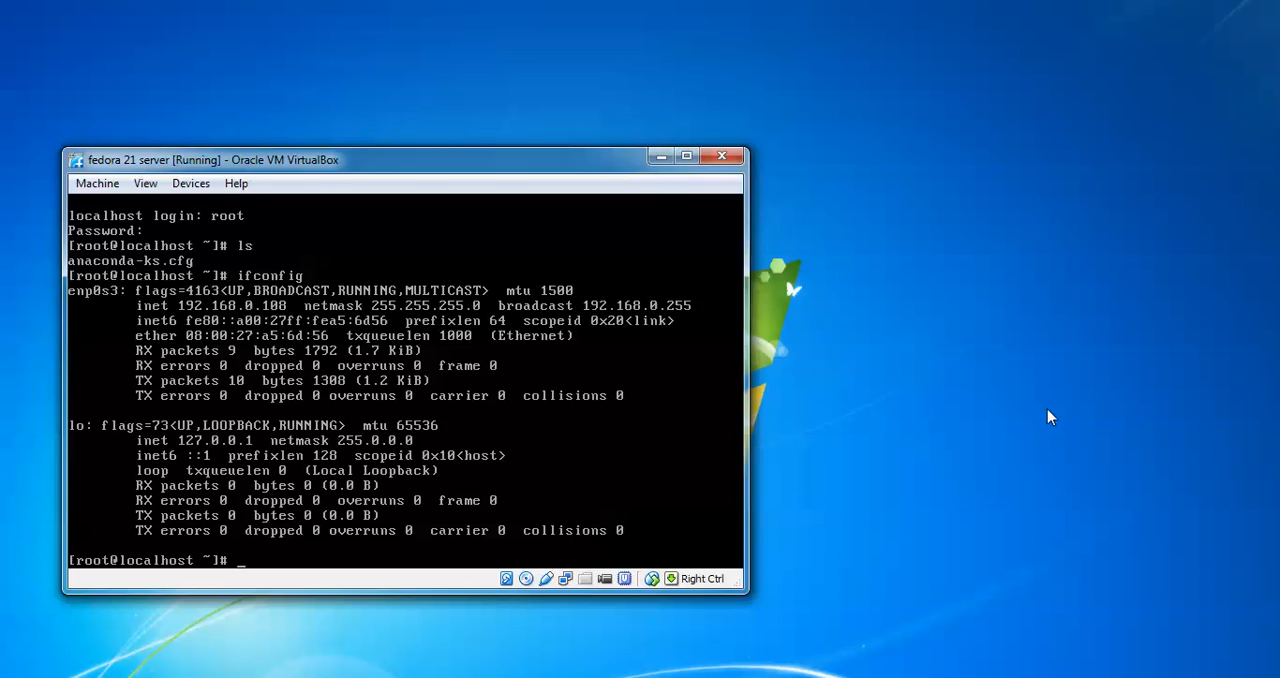 fedora 21 server [Running] - Oracle VM VirtualBox
Machine View Devices Help
localhost login: root
Password:
[root@localhost ~]# ls
anaconda-ks.cfg
[root@localhost ~]# ifconfig
enp0s3: flags=4163<UP,BROADCAST,RUNNING,MULTICAST>  mtu 1500
inet 192.168.0.108  netmask 255.255.255.0  broadcast 192.168.0.255
inet6 fe80::a00:27ff:fea5:6d56  prefixlen 64  scopeid 0x20<link>
ether 08:00:27:a5:6d:56  txqueuelen 1000  (Ethernet)
RX packets 9  bytes 1792 (1.7 KiB)
RX errors 0  dropped 0  overruns 0  frame 0
TX packets 10  bytes 1308 (1.2 KiB)
TX errors 0  dropped 0 overruns 0  carrier 0  collisions 0
lo: flags=73<UP,LOOPBACK,RUNNING>  mtu 65536
inet 127.0.0.1  netmask 255.0.0.0
inet6 ::1  prefixlen 128  scopeid 0x10<host>
loop  txqueuelen 0  (Local Loopback)
RX packets 0  bytes 0 (0.0 B)
RX errors 0  dropped 0  overruns 0  frame 0
TX packets 0  bytes 0 (0.0 B)
TX errors 0  dropped 0 overruns 0  carrier 0  collisions 0
[root@localhost ~]# _
Right Ctrl